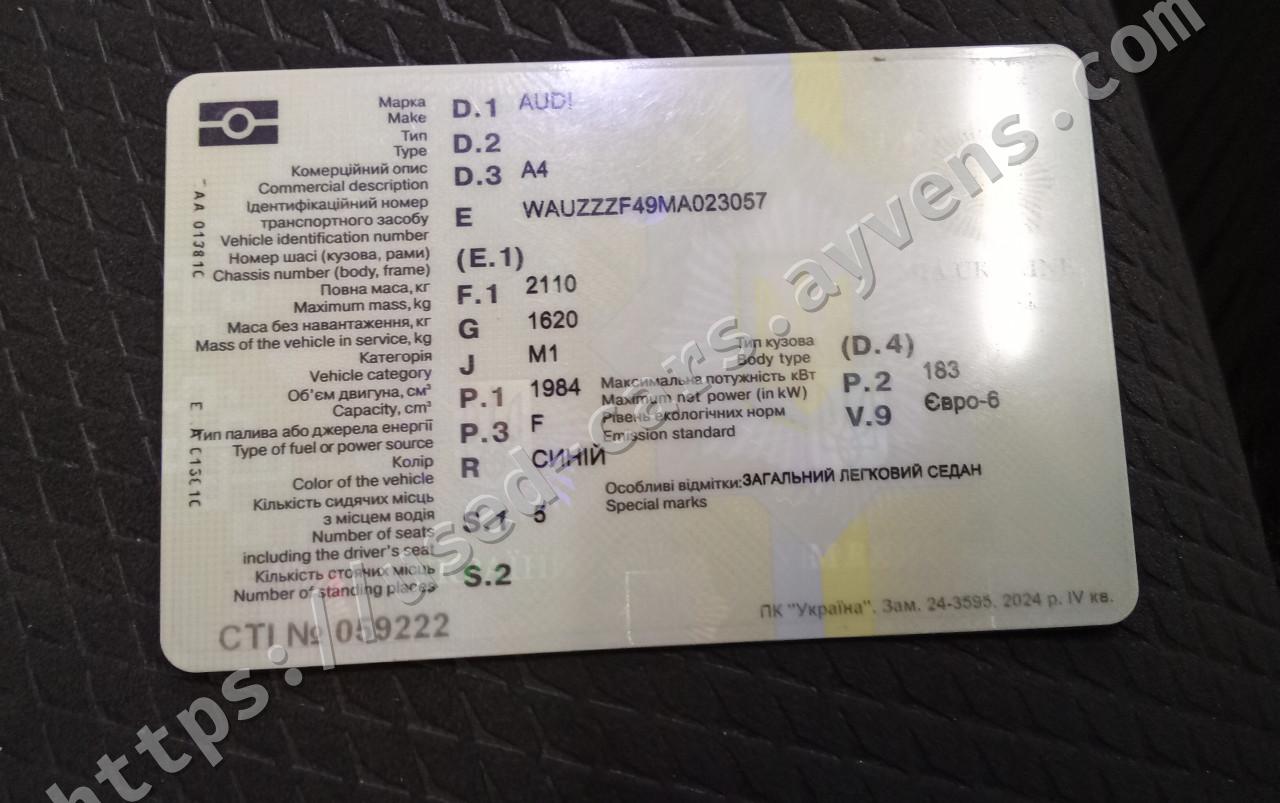 Марка D.1 AUDI
Make
Тип D.2
Type
Комерційний опис D.3 A4
Commercial description
Ідентифікаційний номер
транспортного засобу E WAUZZZF49MA023057
Vehicle identification number
Номер шасі (кузова, рами) (E.1)
Chassis number (body, frame)
Повна маса, кг F.1 2110
Maximum mass, kg
Маса без навантаження, кг G 1620
Mass of the vehicle in service, kg
Категорія J M1
Vehicle category
Об'єм двигуна, см³ P.1 1984
Capacity, cm³
Тип палива або джерела енергії P.3 F
Type of fuel or power source
Колір R СИНІЙ
Color of the vehicle
Кількість сидячих місць
з місцем водія S.1 5
Number of seats
including the driver's seat
Кількість стоячих місць S.2
Number of standing places
СТІ № 059222
Тип кузова (D.4)
Body type
Максимальна потужність кВт P.2 183
Maximum net power (in kW)
Рівень екологічних норм V.9 Євро-6
Emission standard
Особливі відмітки: ЗАГАЛЬНИЙ ЛЕГКОВИЙ СЕДАН
Special marks
ПК "Україна". Зам. 24-3595. 2024 р. IV кв.
https://used-cars.ayvens.com